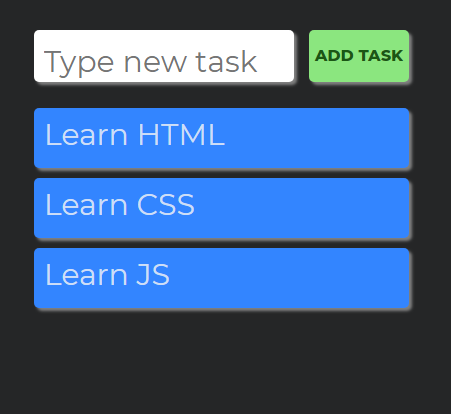 Type new task
ADD TASK
Learn HTML
Learn CSS
Learn JS